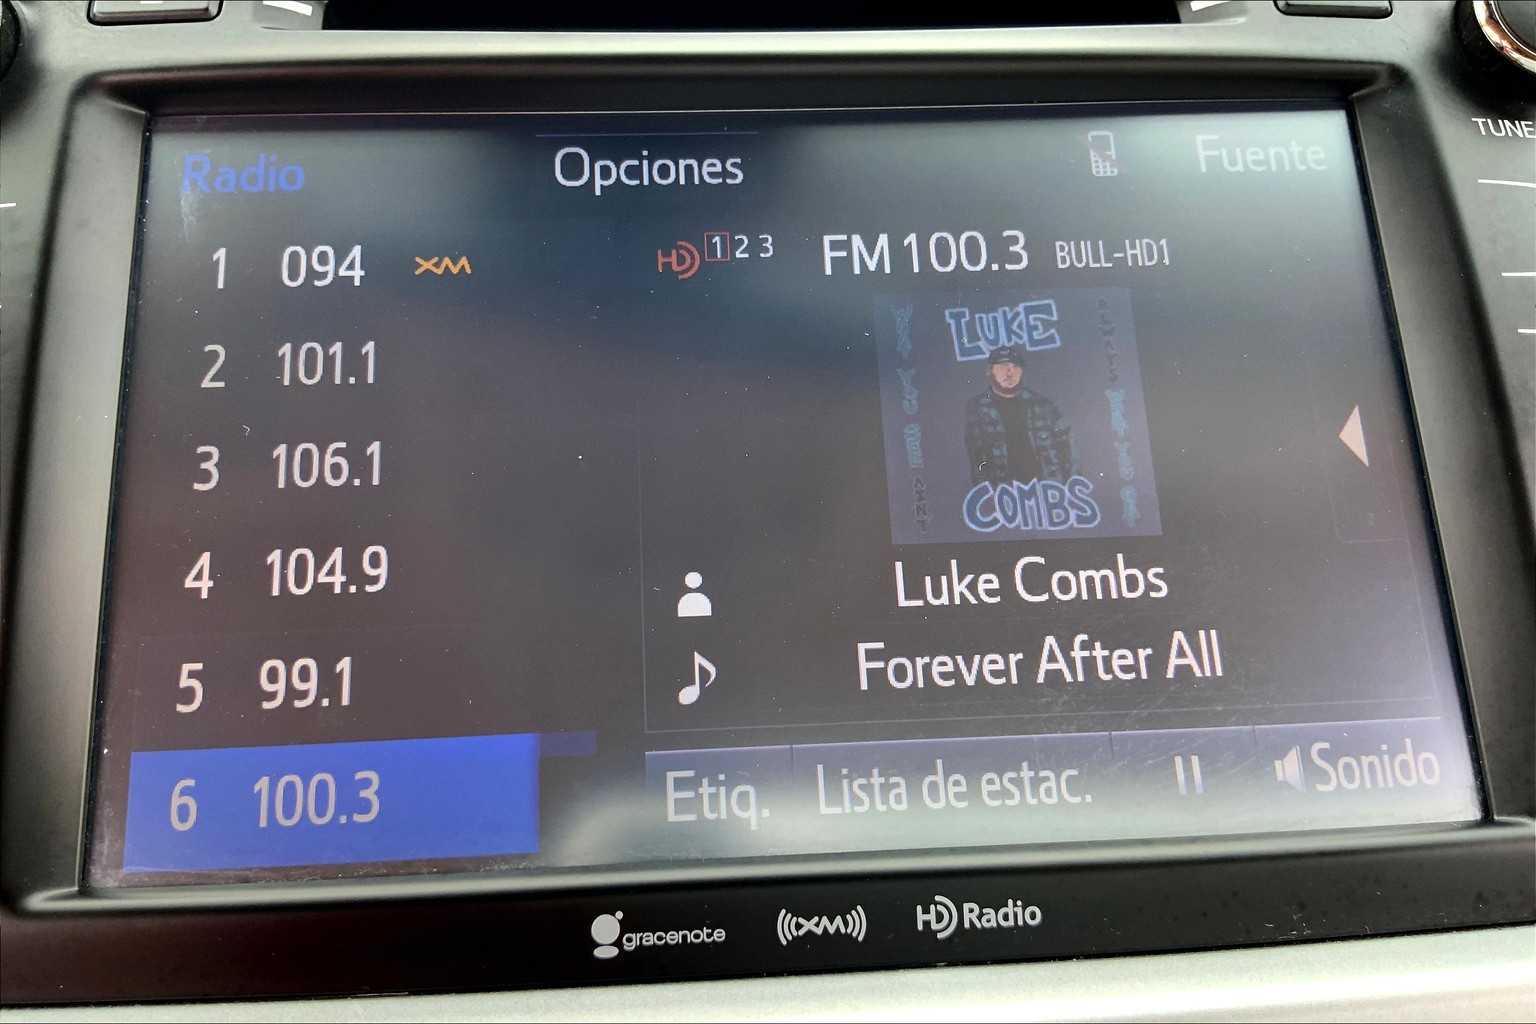 TUNE
Radio
Opciones
Fuente
1 094 XM
HD 1 2 3 FM 100.3 BULL-HD1
2 101.1
3 106.1
4 104.9
5 99.1
6 100.3
LUKE
COMBS
Luke Combs
Forever After All
Etiq. Lista de estac. Sonido
gracenote
XM
HD Radio